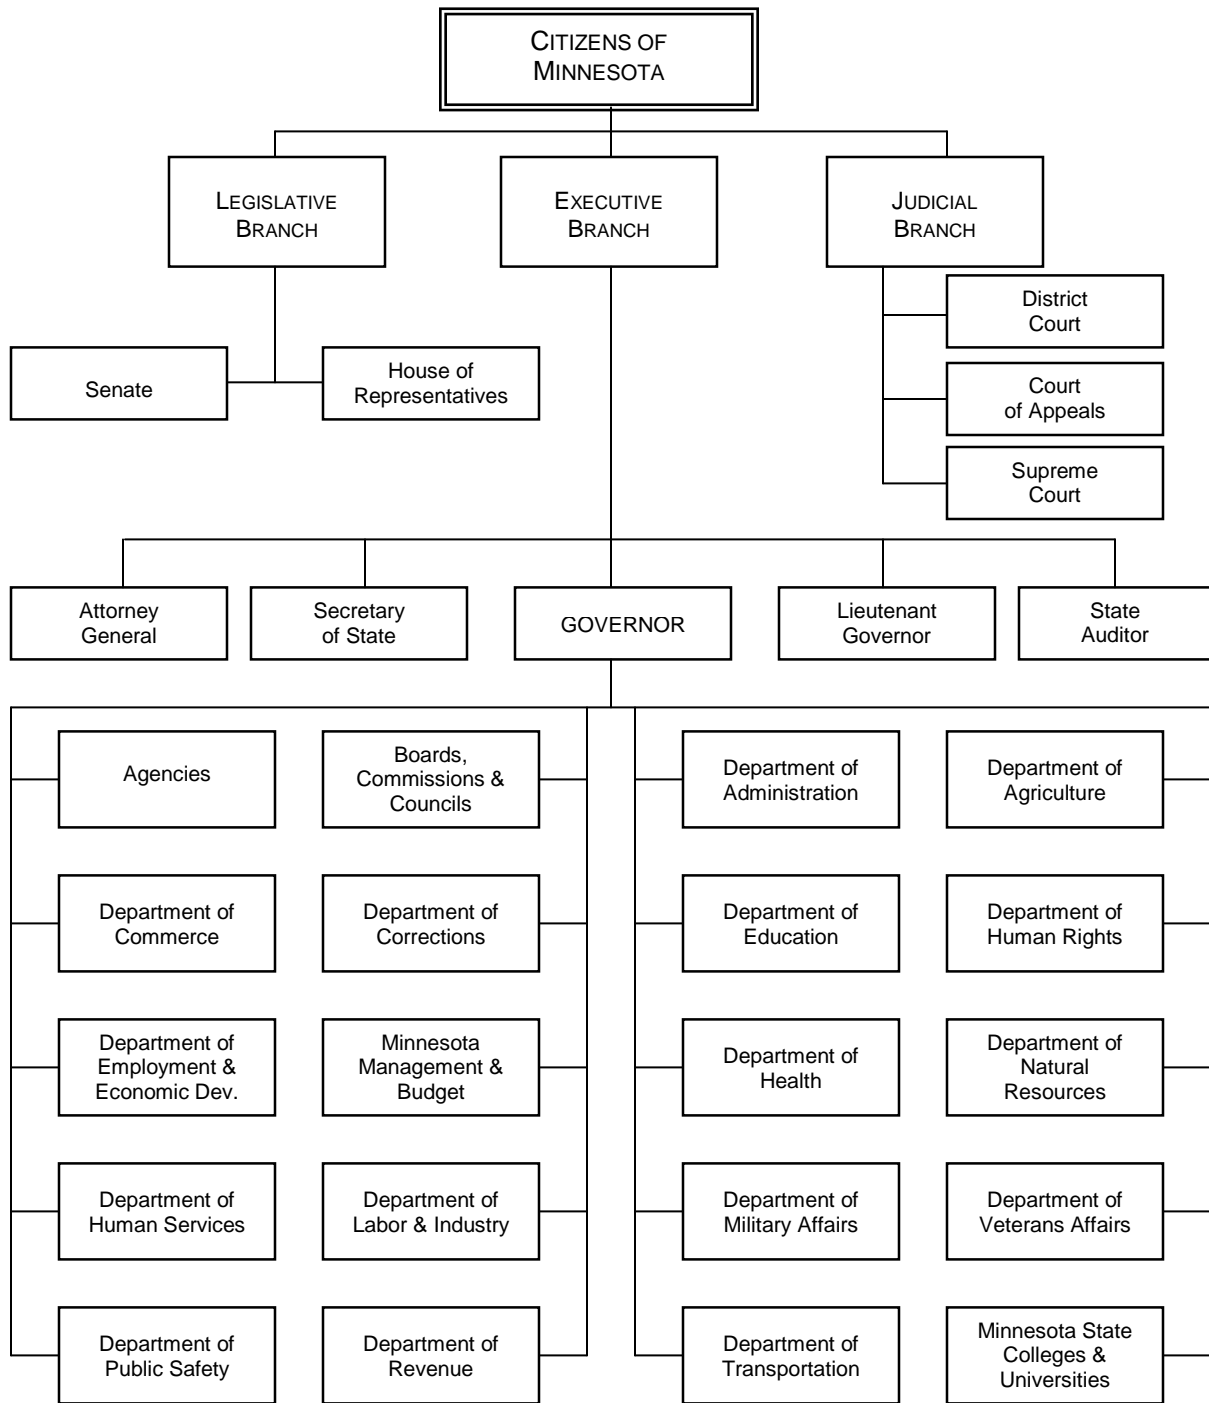 CITIZENS OF
MINNESOTA
LEGISLATIVE
BRANCH
EXECUTIVE
BRANCH
JUDICIAL
BRANCH
District
Court
Senate
House of
Representatives
Court
of Appeals
Supreme
Court
Attorney
General
Secretary
of State
GOVERNOR
Lieutenant
Governor
State
Auditor
Agencies
Boards,
Commissions &
Councils
Department of
Administration
Department of
Agriculture
Department of
Commerce
Department of
Corrections
Department of
Education
Department of
Human Rights
Department of
Employment &
Economic Dev.
Minnesota
Management &
Budget
Department of
Health
Department of
Natural
Resources
Department of
Human Services
Department of
Labor & Industry
Department of
Military Affairs
Department of
Veterans Affairs
Department of
Public Safety
Department of
Revenue
Department of
Transportation
Minnesota State
Colleges &
Universities